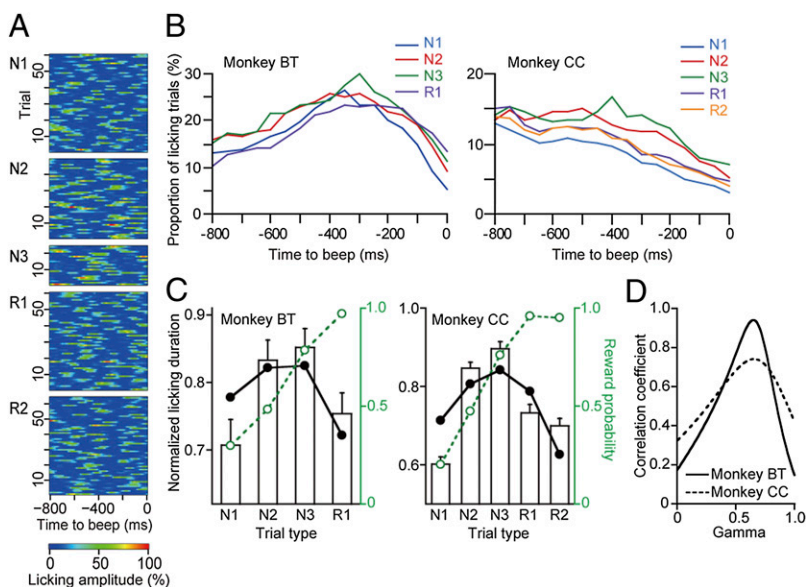 A
N1
50
Trial
10
N2
10
N3
10
R1
50
10
R2
50
10
−800 −400 0
Time to beep (ms)
0 50 100
Licking amplitude (%)
B
Monkey BT
N1
N2
N3
R1
Proportion of licking trials (%)
30
20
10
0
-800 -600 -400 -200 0
Time to beep (ms)
Monkey CC
N1
N2
N3
R1
R2
20
15
10
0
-800 -600 -400 -200 0
Time to beep (ms)
C
Monkey BT
Normalized licking duration
0.9
0.8
0.7
1.0
0.5
0
N1 N2 N3 R1
Trial type
Monkey CC
1.0
0.8
0.6
1.0
0.5
0
Reward probability
N1 N2 N3 R1 R2
Trial type
D
Correlation coefficient
1.0
0.8
0.6
0.4
0.2
0
Monkey BT
Monkey CC
0 0.5 1.0
Gamma